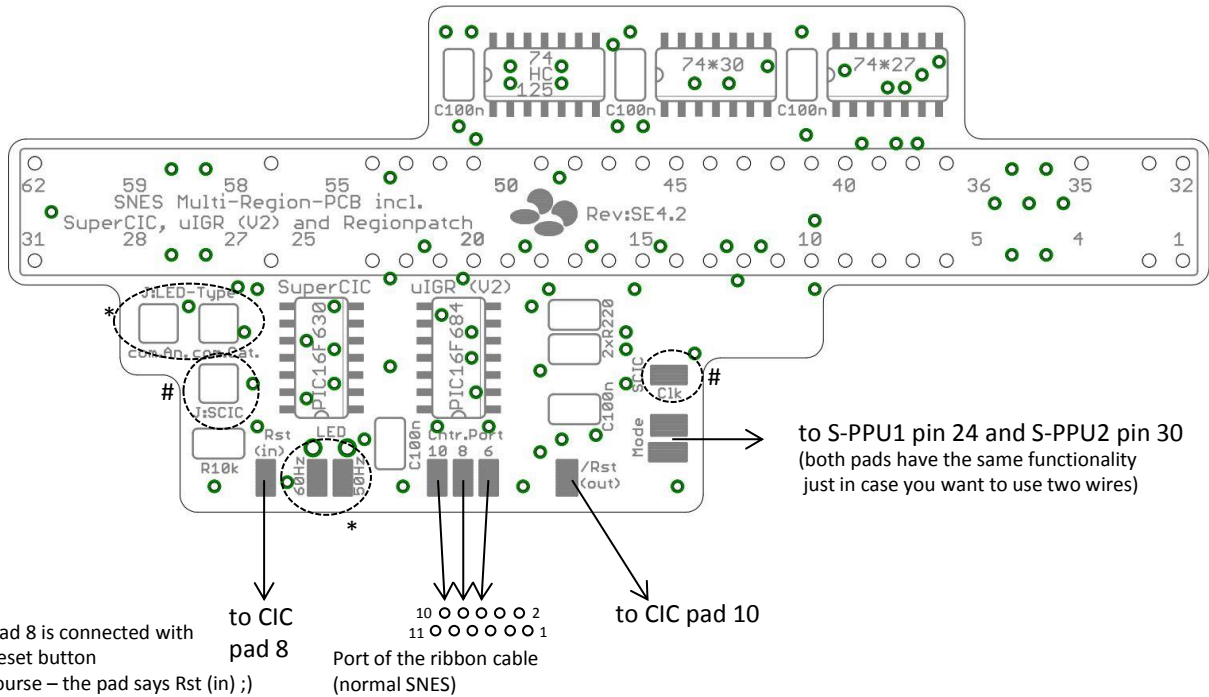 74 HC 125
74*30
74*27
C100n C100n C100n
62 59 58 55 50 45 40 36 35 32
SNES Multi-Region-PCB incl.
SuperCIC, uIGR (V2) and Regionpatch
Rev:SE4.2
31 28 27 25 20 15 10 5 4 1
J:LED-Type
SuperCIC
uIGR (V2)
*
com.An. com.Cat.
PIC16F630
PIC16F684
2xR220
#
J:SCIC
R10k
C100n
C100n
SCIC
Clk
#
Mode
to S-PPU1 pin 24 and S-PPU2 pin 30
(both pads have the same functionality
just in case you want to use two wires)
Rst
(in)
LED
60Hz
50Hz
*
Cntr.Port
10 8 6
/Rst
(out)
to CIC
pad 8
to CIC pad 10
10 2
11 1
Port of the ribbon cable
(normal SNES)
ad 8 is connected with
eset button
ourse – the pad says Rst (in) ;)